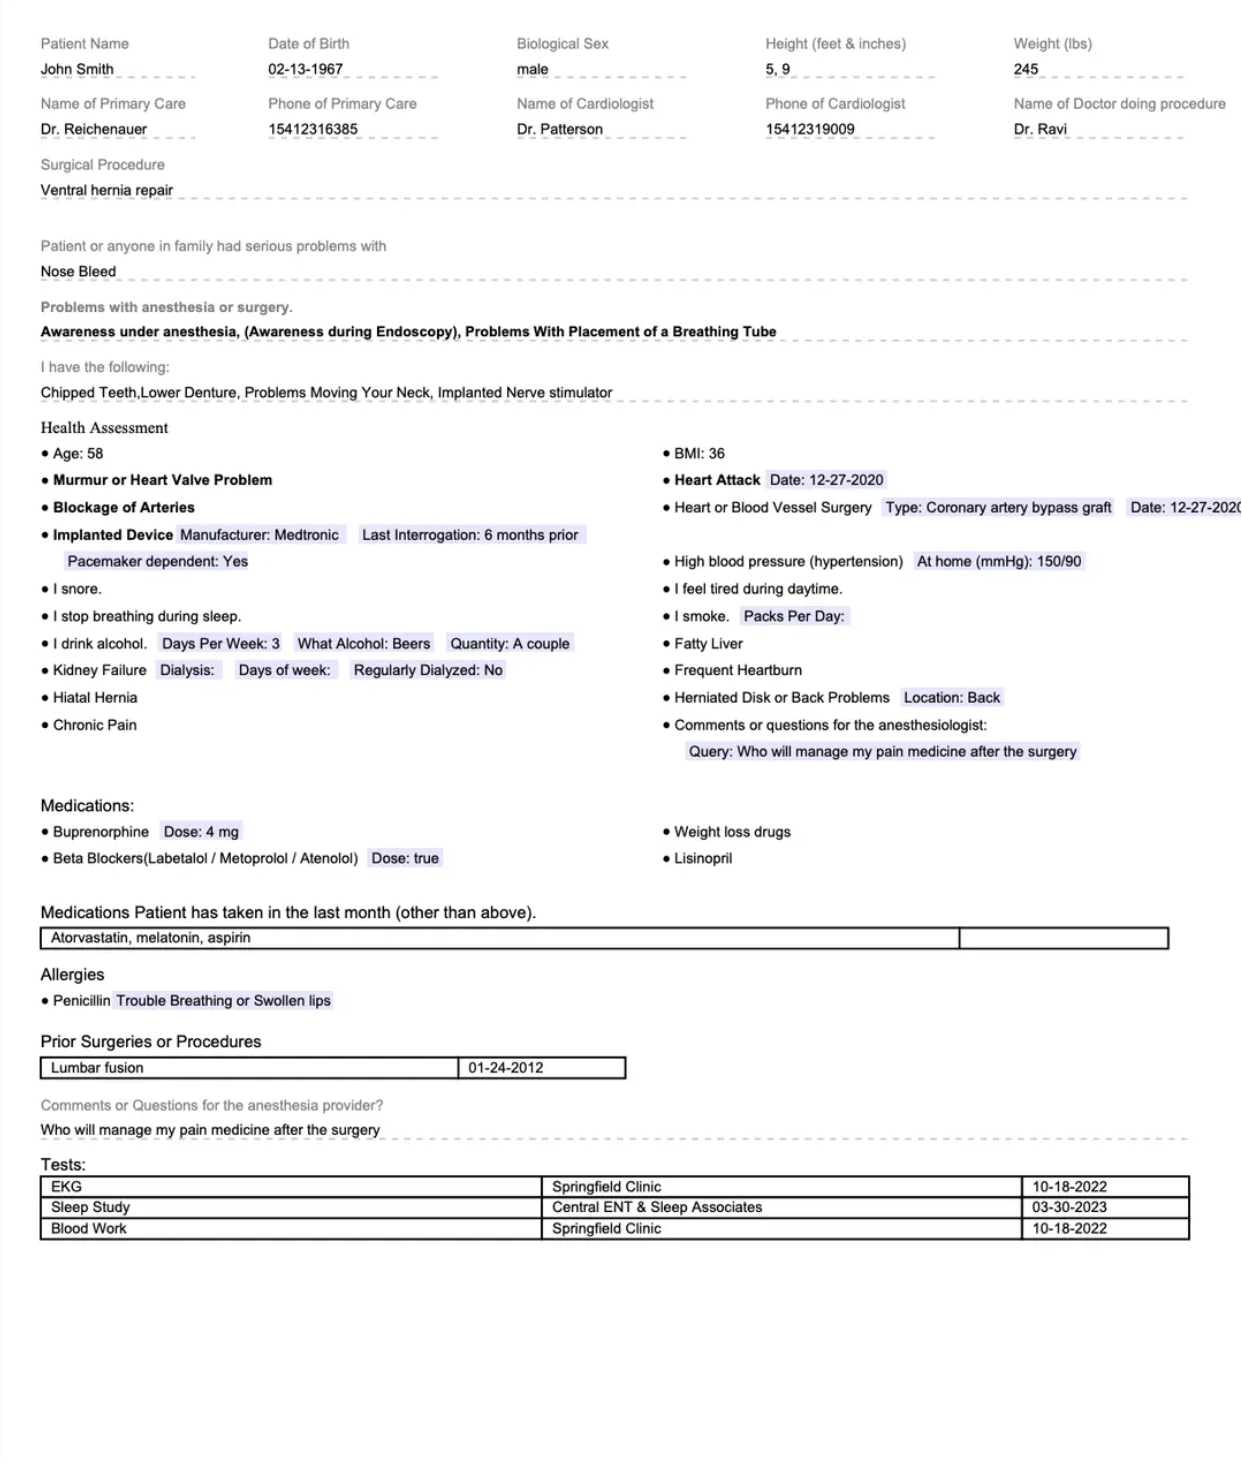 Patient Name Date of Birth Biological Sex Height (feet & inches) Weight (lbs)
John Smith 02-13-1967 male 5, 9 245
Name of Primary Care Phone of Primary Care Name of Cardiologist Phone of Cardiologist Name of Doctor doing procedure
Dr. Reichenauer 15412316385 Dr. Patterson 15412319009 Dr. Ravi
Surgical Procedure
Ventral hernia repair
Patient or anyone in family had serious problems with
Nose Bleed
Problems with anesthesia or surgery.
Awareness under anesthesia, (Awareness during Endoscopy), Problems With Placement of a Breathing Tube
I have the following:
Chipped Teeth,Lower Denture, Problems Moving Your Neck, Implanted Nerve stimulator
Health Assessment
• Age: 58 • BMI: 36
• Murmur or Heart Valve Problem • Heart Attack Date: 12-27-2020
• Blockage of Arteries • Heart or Blood Vessel Surgery Type: Coronary artery bypass graft Date: 12-27-2020
• Implanted Device Manufacturer: Medtronic Last Interrogation: 6 months prior
Pacemaker dependent: Yes • High blood pressure (hypertension) At home (mmHg): 150/90
• I snore. • I feel tired during daytime.
• I stop breathing during sleep. • I smoke. Packs Per Day:
• I drink alcohol. Days Per Week: 3 What Alcohol: Beers Quantity: A couple • Fatty Liver
• Kidney Failure Dialysis: Days of week: Regularly Dialyzed: No • Frequent Heartburn
• Hiatal Hernia • Herniated Disk or Back Problems Location: Back
• Chronic Pain • Comments or questions for the anesthesiologist:
Query: Who will manage my pain medicine after the surgery
Medications:
• Buprenorphine Dose: 4 mg • Weight loss drugs
• Beta Blockers(Labetalol / Metoprolol / Atenolol) Dose: true • Lisinopril
Medications Patient has taken in the last month (other than above).
Atorvastatin, melatonin, aspirin
Allergies
• Penicillin Trouble Breathing or Swollen lips
Prior Surgeries or Procedures
Lumbar fusion 01-24-2012
Comments or Questions for the anesthesia provider?
Who will manage my pain medicine after the surgery
Tests:
EKG Springfield Clinic 10-18-2022
Sleep Study Central ENT & Sleep Associates 03-30-2023
Blood Work Springfield Clinic 10-18-2022